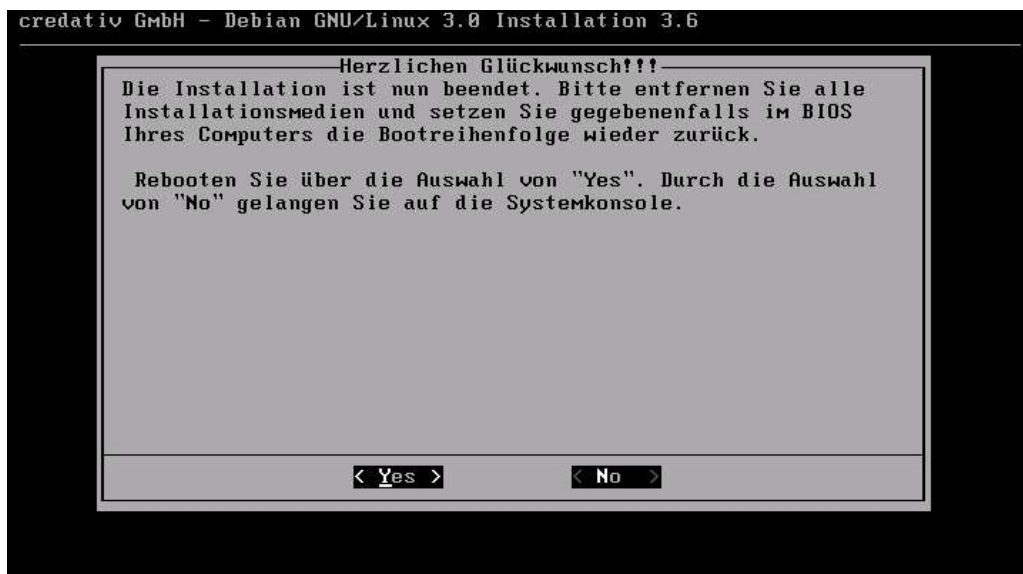 credativ GmbH - Debian GNU/Linux 3.0 Installation 3.6
Herzlichen Glückwunsch!!!
Die Installation ist nun beendet. Bitte entfernen Sie alle
Installationsmedien und setzen Sie gegebenenfalls im BIOS
Ihres Computers die Bootreihenfolge wieder zurück.
Rebooten Sie über die Auswahl von "Yes". Durch die Auswahl
von "No" gelangen Sie auf die Systemkonsole.
< Yes > < No >